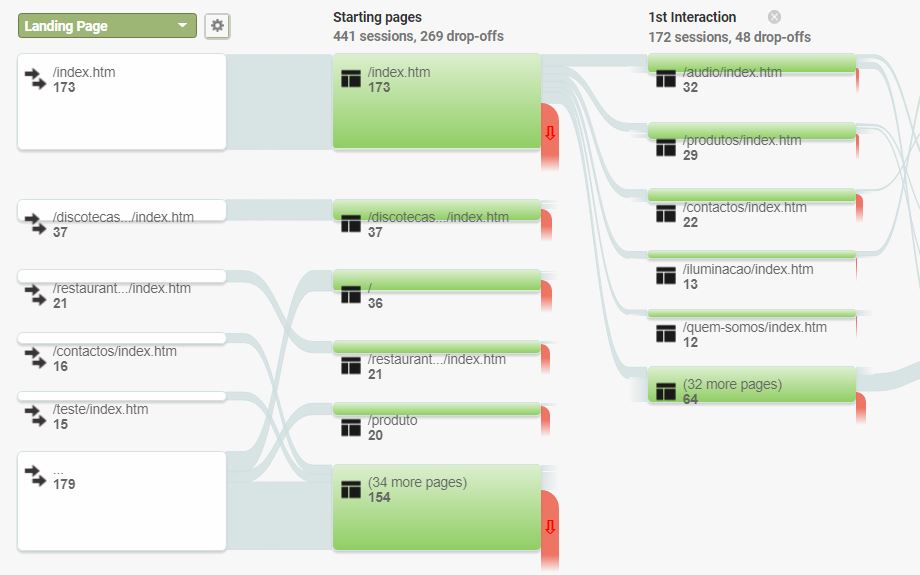 Landing Page
Starting pages
441 sessions, 269 drop-offs
1st Interaction
172 sessions, 48 drop-offs
/index.htm
173
/discotecas.../index.htm
37
/restaurant.../index.htm
21
/contactos/index.htm
16
/teste/index.htm
15
...
179
/index.htm
173
/discotecas.../index.htm
37
/
36
/restaurant.../index.htm
21
/produto
20
(34 more pages)
154
/audio/index.htm
32
/produtos/index.htm
29
/contactos/index.htm
22
/iluminacao/index.htm
13
/quem-somos/index.htm
12
(32 more pages)
64